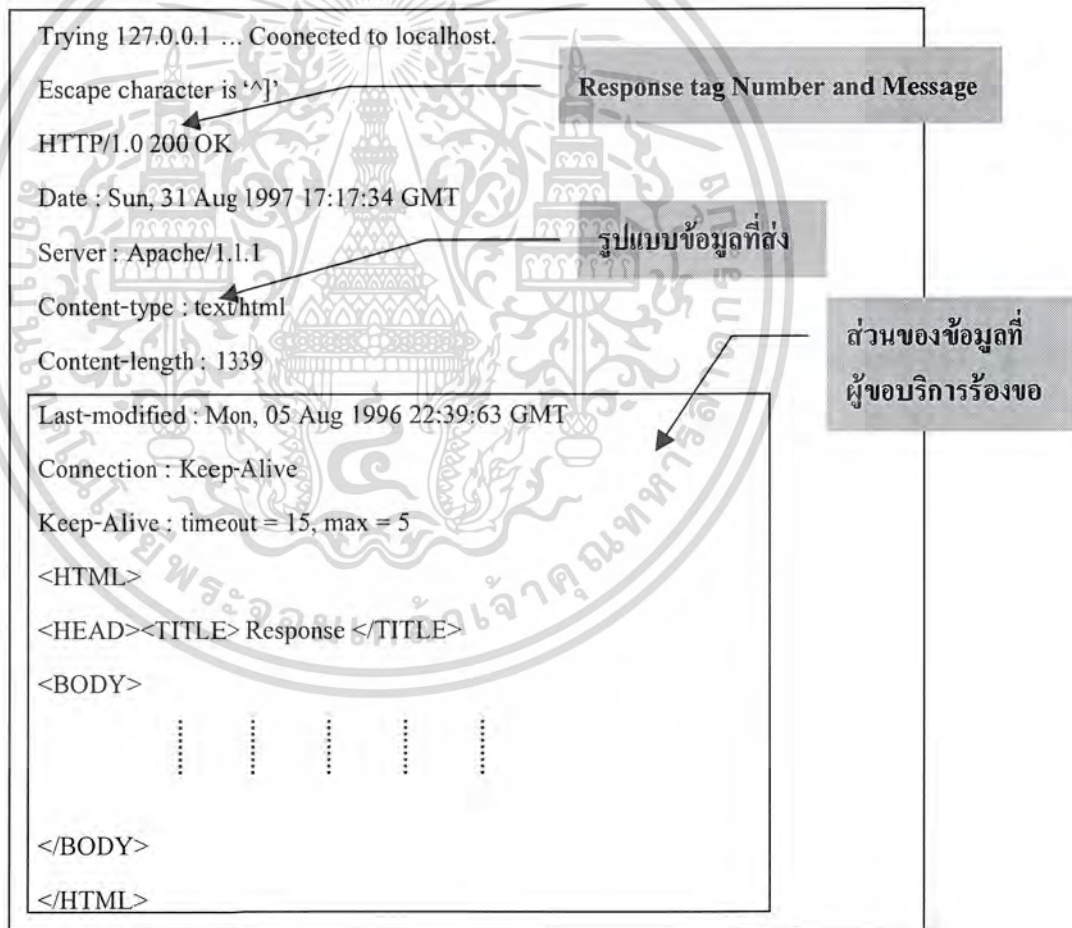 Trying 127.0.0.1 ... Coonected to localhost.
Escape character is ‘^]’
Response tag Number and Message
HTTP/1.0 200 OK
Date : Sun, 31 Aug 1997 17:17:34 GMT
Server : Apache/1.1.1
รูปแบบข้อมูลที่ส่ง
Content-type : text/html
Content-length : 1339
ส่วนของข้อมูลที่
ผู้ขอบริการร้องขอ
Last-modified : Mon, 05 Aug 1996 22:39:63 GMT
Connection : Keep-Alive
Keep-Alive : timeout = 15, max = 5
<HTML>
<HEAD><TITLE> Response </TITLE>
<BODY>
</BODY>
</HTML>